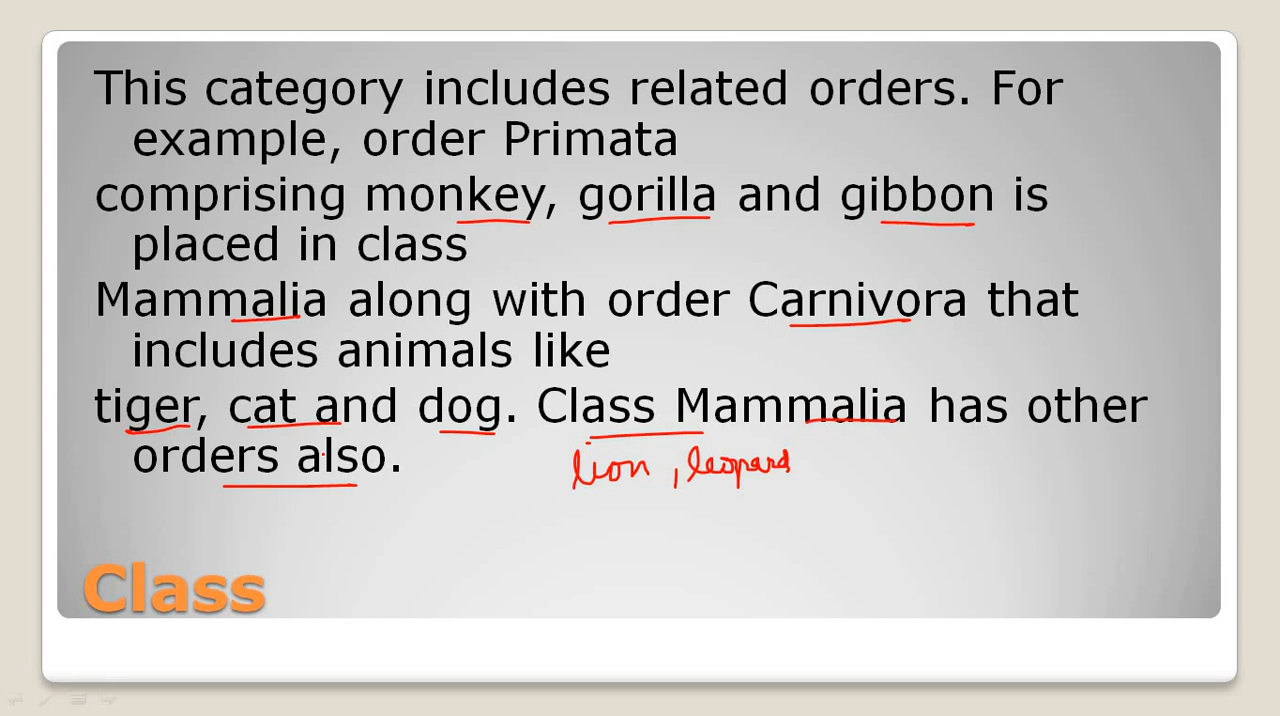 This category includes related orders. For
example, order Primata
comprising monkey, gorilla and gibbon is
placed in class
Mammalia along with order Carnivora that
includes animals like
tiger, cat and dog. Class Mammalia has other
orders also.
lion, leopard
Class